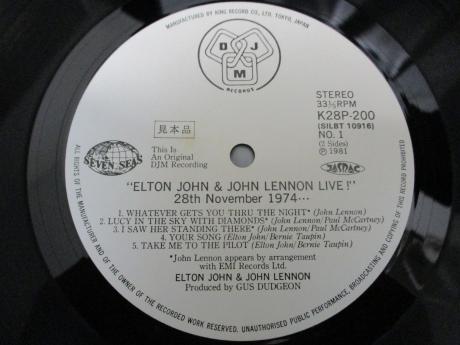 MANUFACTURED BY KING RECORD CO., LTD. TOKYO, JAPAN
DJM
RECORDS
STEREO
33⅓RPM
K28P-200
(SILBT 10916)
NO. 1
(2 Sides)
Ⓟ1981
見本品
This Is
An Original
DJM Recording
SEVEN SEAS
JASRAC
"ELTON JOHN & JOHN LENNON LIVE!"
28th November 1974…
1. WHATEVER GETS YOU THRU THE NIGHT* (John Lennon)
2. LUCY IN THE SKY WITH DIAMONDS* (John Lennon/Paul McCartney)
3. I SAW HER STANDING THERE* (John Lennon/Paul McCartney)
4. YOUR SONG (Elton John/Bernie Taupin)
5. TAKE ME TO THE PILOT (Elton John/Bernie Taupin)
*John Lennon appears by arrangement
with EMI Records Ltd.
ELTON JOHN & JOHN LENNON
Produced by GUS DUDGEON
ALL RIGHTS OF THE MANUFACTURER AND OF THE OWNER OF THE RECORDED WORK RESERVED. UNAUTHORISED PUBLIC PERFORMANCE, BROADCASTING AND COPYING OF THIS RECORD PROHIBITED